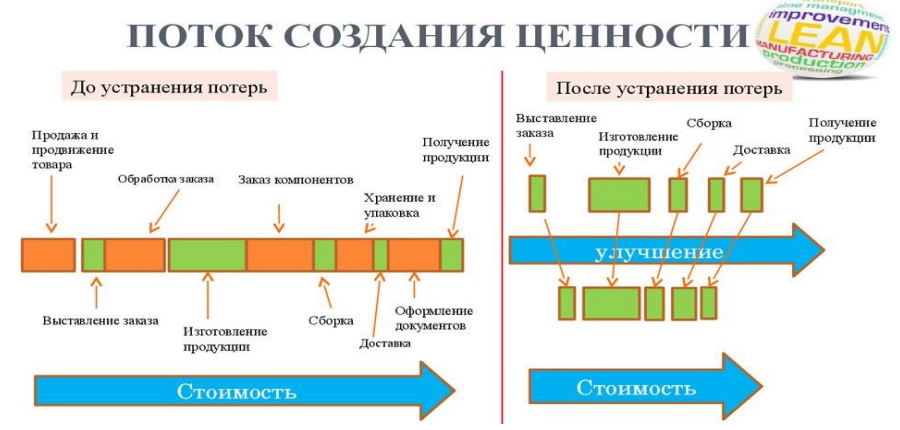 ПОТОК СОЗДАНИЯ ЦЕННОСТИ
improvement
LEAN
MANUFACTURING
production
processing
До устранения потерь
После устранения потерь
Продажа и
продвижение
товара
Обработка заказа
Заказ компонентов
Хранение и
упаковка
Получение
продукции
Выставление заказа
Изготовление
продукции
Сборка
Доставка
Оформление
документов
Стоимость
Выставление
заказа
Изготовление
продукции
Сборка
Доставка
Получение
продукции
улучшение
Стоимость